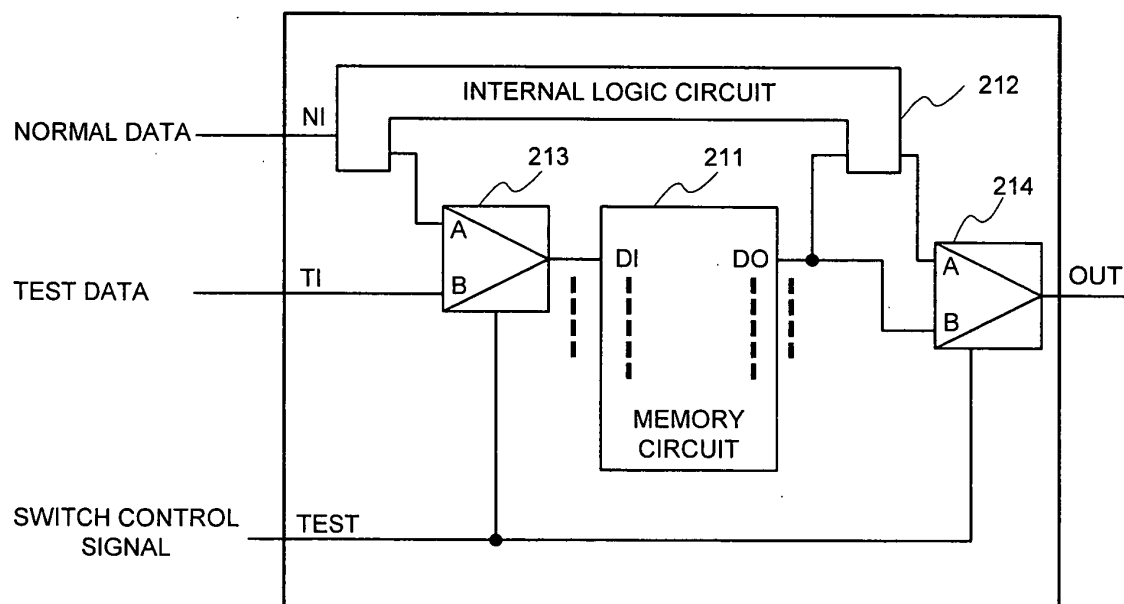 INTERNAL LOGIC CIRCUIT
212
NORMAL DATA
NI
213
211
214
A
B
DI
DO
A
B
OUT
TEST DATA
TI
MEMORY
CIRCUIT
SWITCH CONTROL
SIGNAL
TEST